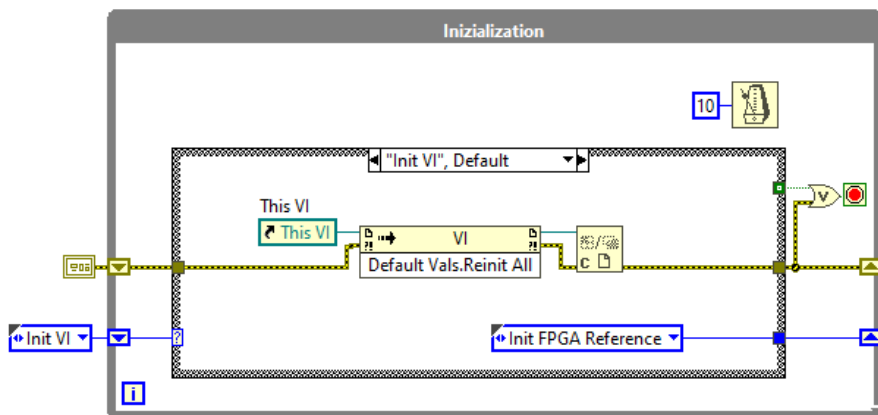 Inizialization
10
"Init VI", Default
This VI
This VI
VI
Default Vals.Reinit All
C
V
Init VI
?
Init FPGA Reference
i